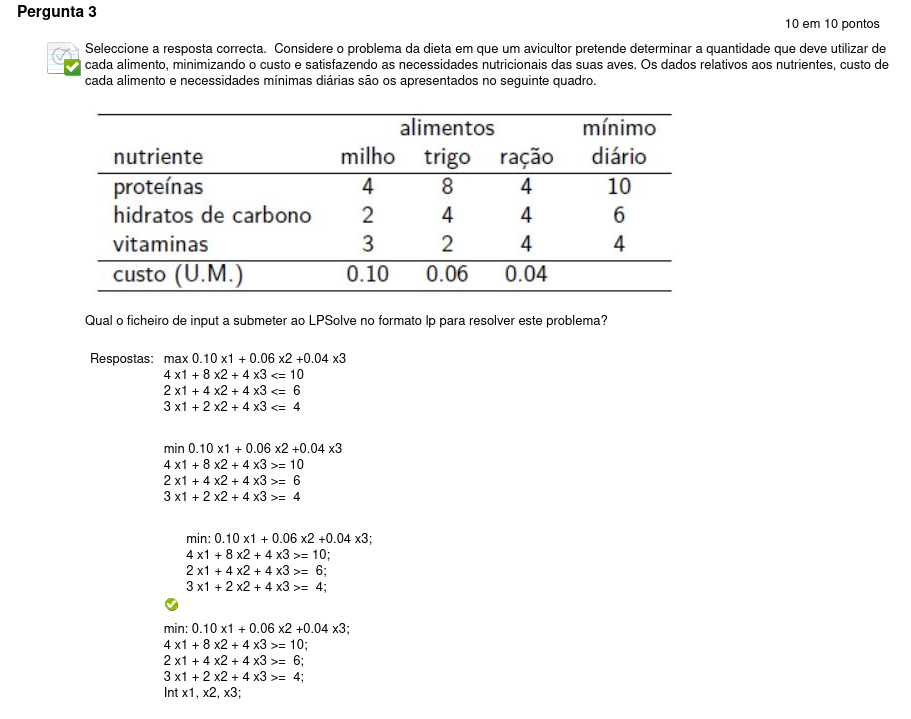 Pergunta 3
10 em 10 pontos
Seleccione a resposta correcta.  Considere o problema da dieta em que um avicultor pretende determinar a quantidade que deve utilizar de
cada alimento, minimizando o custo e satisfazendo as necessidades nutricionais das suas aves. Os dados relativos aos nutrientes, custo de
cada alimento e necessidades mínimas diárias são os apresentados no seguinte quadro.
alimentos mínimo
nutriente milho trigo ração diário
proteínas 4 8 4 10
hidratos de carbono 2 4 4 6
vitaminas 3 2 4 4
custo (U.M.) 0.10 0.06 0.04
Qual o ficheiro de input a submeter ao LPSolve no formato lp para resolver este problema?
Respostas: max 0.10 x1 + 0.06 x2 +0.04 x3
4 x1 + 8 x2 + 4 x3 <= 10
2 x1 + 4 x2 + 4 x3 <=  6
3 x1 + 2 x2 + 4 x3 <=  4
min 0.10 x1 + 0.06 x2 +0.04 x3
4 x1 + 8 x2 + 4 x3 >= 10
2 x1 + 4 x2 + 4 x3 >=  6
3 x1 + 2 x2 + 4 x3 >=  4
min: 0.10 x1 + 0.06 x2 +0.04 x3;
4 x1 + 8 x2 + 4 x3 >= 10;
2 x1 + 4 x2 + 4 x3 >=  6;
3 x1 + 2 x2 + 4 x3 >=  4;
min: 0.10 x1 + 0.06 x2 +0.04 x3;
4 x1 + 8 x2 + 4 x3 >= 10;
2 x1 + 4 x2 + 4 x3 >=  6;
3 x1 + 2 x2 + 4 x3 >=  4;
Int x1, x2, x3;